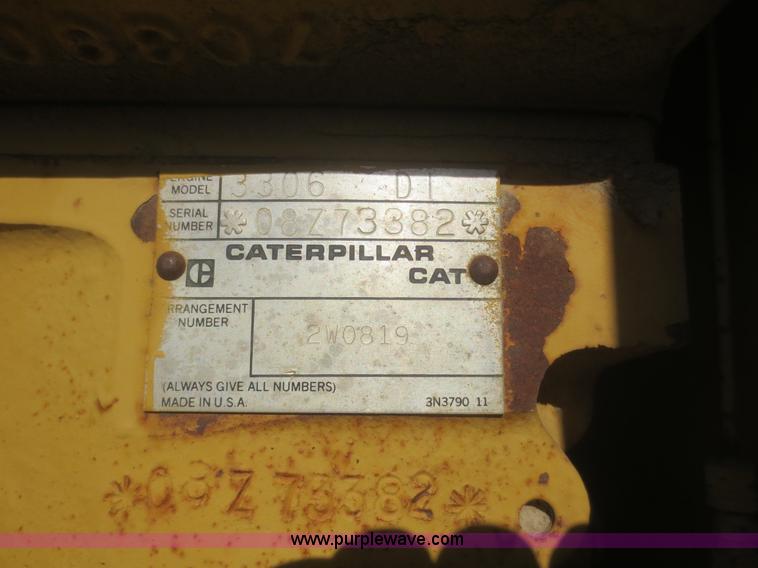 ENGINE MODEL 3306 DI
SERIAL NUMBER *08Z73382*
CATERPILLAR
CAT
RRANGEMENT NUMBER 2W0819
(ALWAYS GIVE ALL NUMBERS)
MADE IN U.S.A. 3N3790 11
*08Z73382*
www.purplewave.com